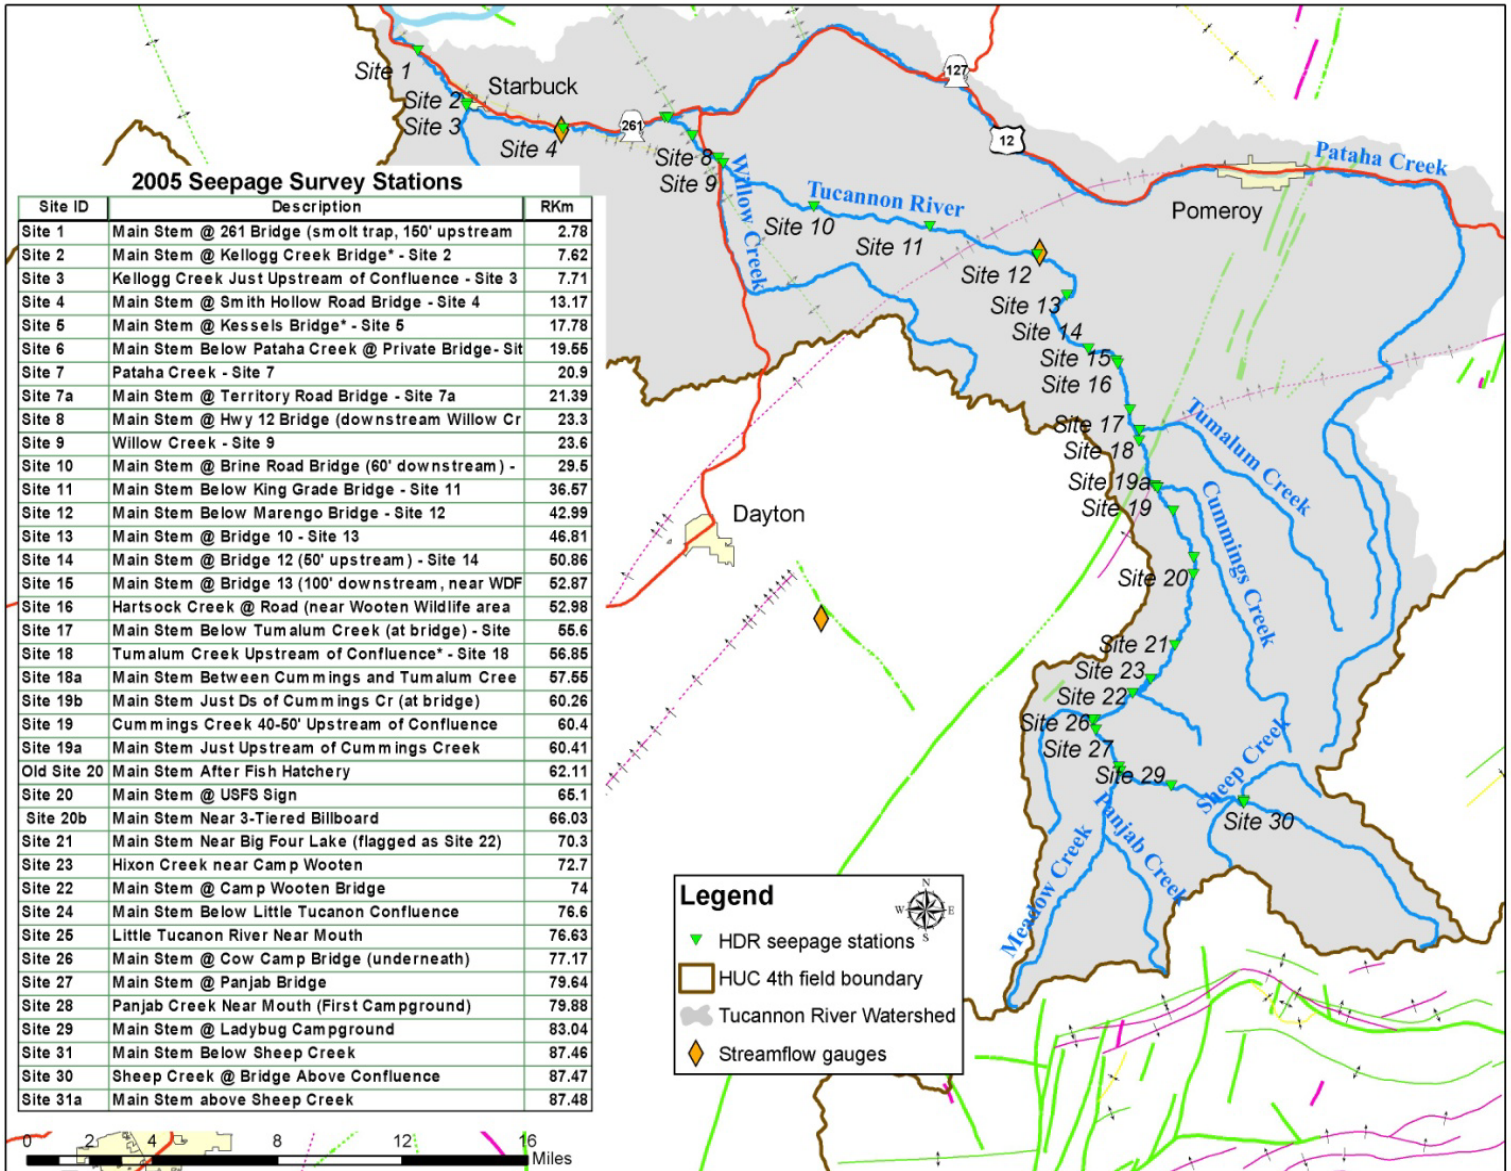 127
Site 1
Starbuck
Site 2
Site 3
261
12
Site 4
Pataha Creek
Site 8
Site 9
Willow Creek
Tucannon River
Pomeroy
Site 10
Site 11
Site 12
Site 13
Site 14
Site 15
Site 16
Site 17
Site 18
Tumalum Creek
Site 19a
Site 19
Cummings Creek
Dayton
Site 20
Site 21
Site 23
Site 22
Site 26
Site 27
Site 29
Sheep Creek
Site 30
Panjab Creek
Meadow Creek
2005 Seepage Survey Stations
Site ID Description RKm
Site 1 Main Stem @ 261 Bridge (smolt trap, 150' upstream 2.78
Site 2 Main Stem @ Kellogg Creek Bridge* - Site 2 7.62
Site 3 Kellogg Creek Just Upstream of Confluence - Site 3 7.71
Site 4 Main Stem @ Smith Hollow Road Bridge - Site 4 13.17
Site 5 Main Stem @ Kessels Bridge* - Site 5 17.78
Site 6 Main Stem Below Pataha Creek @ Private Bridge- Sit 19.55
Site 7 Pataha Creek - Site 7 20.9
Site 7a Main Stem @ Territory Road Bridge - Site 7a 21.39
Site 8 Main Stem @ Hwy 12 Bridge (downstream Willow Cr 23.3
Site 9 Willow Creek - Site 9 23.6
Site 10 Main Stem @ Brine Road Bridge (60' downstream) - 29.5
Site 11 Main Stem Below King Grade Bridge - Site 11 36.57
Site 12 Main Stem Below Marengo Bridge - Site 12 42.99
Site 13 Main Stem @ Bridge 10 - Site 13 46.81
Site 14 Main Stem @ Bridge 12 (50' upstream) - Site 14 50.86
Site 15 Main Stem @ Bridge 13 (100' downstream, near WDF 52.87
Site 16 Hartsock Creek @ Road (near Wooten Wildlife area 52.98
Site 17 Main Stem Below Tumalum Creek (at bridge) - Site 55.6
Site 18 Tumalum Creek Upstream of Confluence* - Site 18 56.85
Site 18a Main Stem Between Cummings and Tumalum Cree 57.55
Site 19b Main Stem Just Ds of Cummings Cr (at bridge) 60.26
Site 19 Cummings Creek 40-50' Upstream of Confluence 60.4
Site 19a Main Stem Just Upstream of Cummings Creek 60.41
Old Site 20 Main Stem After Fish Hatchery 62.11
Site 20 Main Stem @ USFS Sign 65.1
Site 20b Main Stem Near 3-Tiered Billboard 66.03
Site 21 Main Stem Near Big Four Lake (flagged as Site 22) 70.3
Site 23 Hixon Creek near Camp Wooten 72.7
Site 22 Main Stem @ Camp Wooten Bridge 74
Site 24 Main Stem Below Little Tucanon Confluence 76.6
Site 25 Little Tucanon River Near Mouth 76.63
Site 26 Main Stem @ Cow Camp Bridge (underneath) 77.17
Site 27 Main Stem @ Panjab Bridge 79.64
Site 28 Panjab Creek Near Mouth (First Campground) 79.88
Site 29 Main Stem @ Ladybug Campground 83.04
Site 31 Main Stem Below Sheep Creek 87.46
Site 30 Sheep Creek @ Bridge Above Confluence 87.47
Site 31a Main Stem above Sheep Creek 87.48
Legend
N
W E
S
HDR seepage stations
HUC 4th field boundary
Tucannon River Watershed
Streamflow gauges
0 2 4 8 12 16
Miles